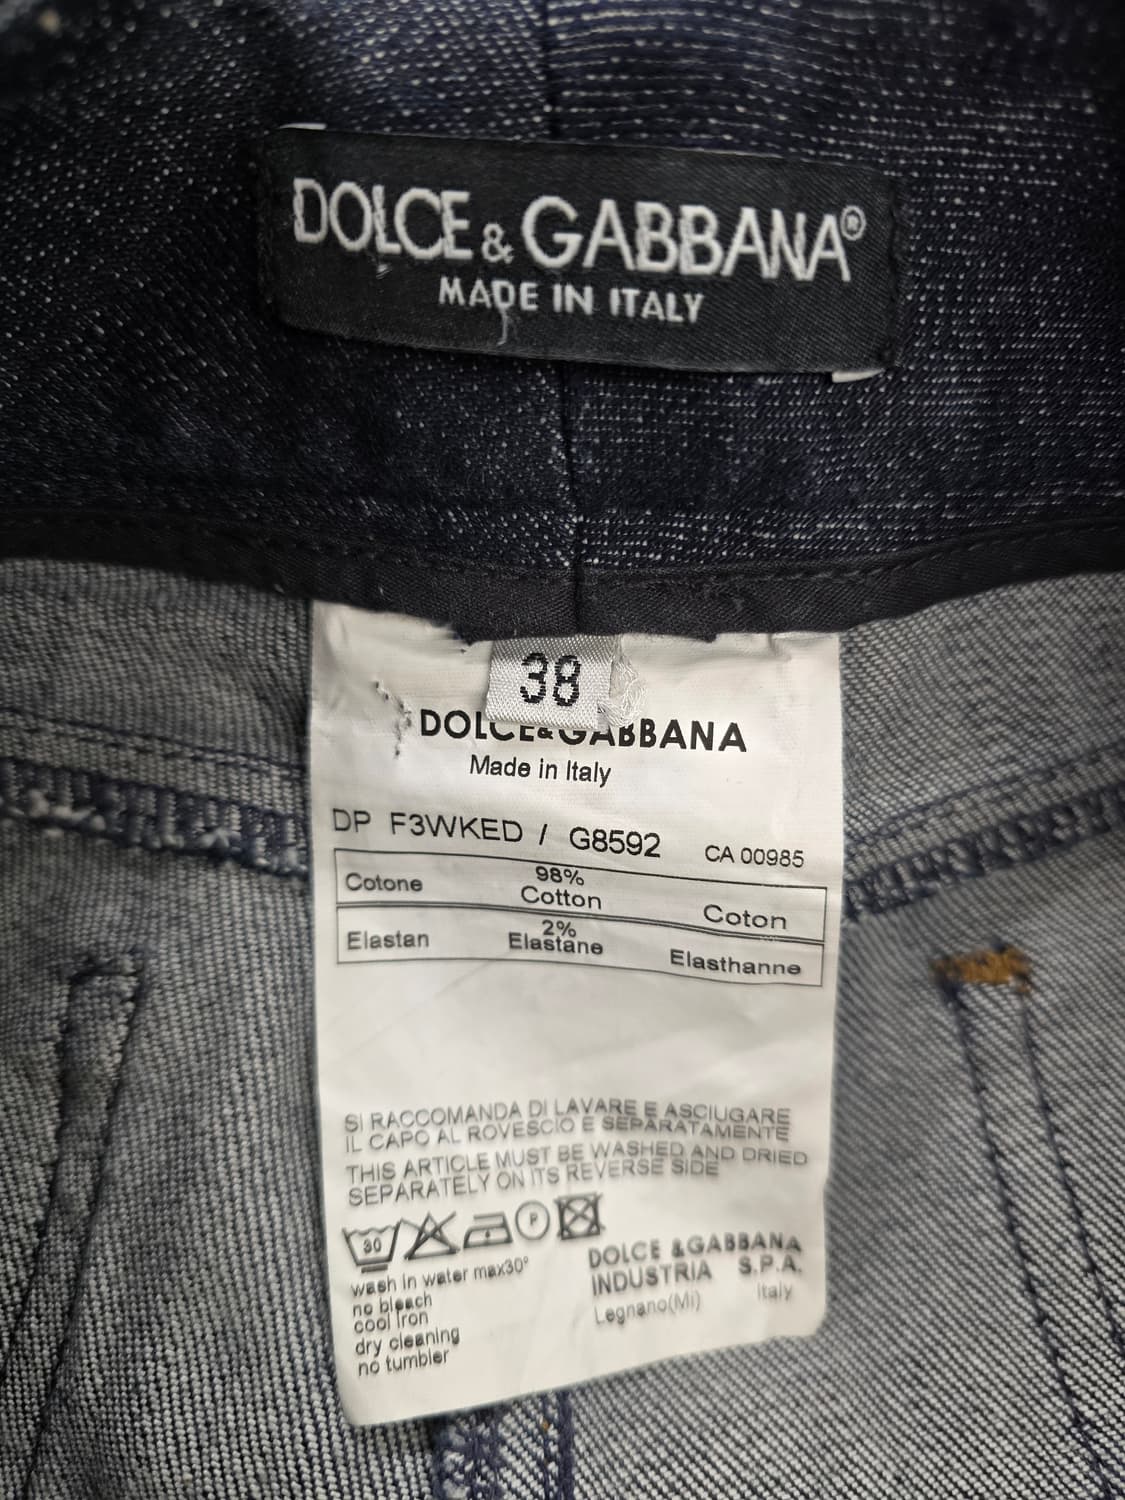 DOLCE & GABBANA®
MADE IN ITALY
38
DOLCE&GABBANA
Made in Italy
DP F3WKED / G8592 CA 00985
98%
Cotone Cotton Coton
2%
Elastan Elastane Elasthanne
SI RACCOMANDA DI LAVARE E ASCIUGARE
IL CAPO AL ROVESCIO E SEPARATAMENTE
THIS ARTICLE MUST BE WASHED AND DRIED
SEPARATELY ON ITS REVERSE SIDE
30 P
wash in water max30°
no bleach
cool Iron
dry cleaning
no tumbler
DOLCE &GABBANA
INDUSTRIA S.P.A.
Legnano(Mi) Italy